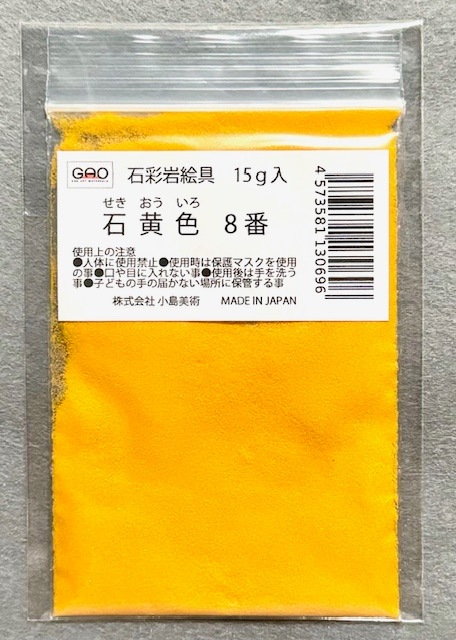 GAO
石彩岩絵具 15g入
せき おう いろ
石黄色 8番
使用上の注意
●人体に使用禁止●使用時は保護マスクを使用
の事●口や目に入れない事●使用後は手を洗う
事●子どもの手の届かない場所に保管する事
株式会社 小島美術 MADE IN JAPAN
4 573581 130696